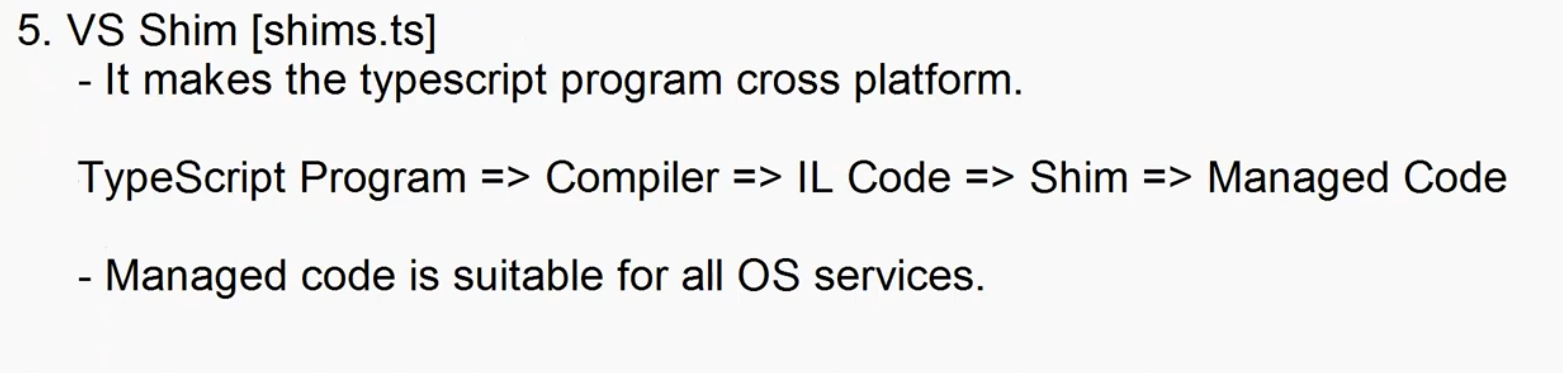 5. VS Shim [shims.ts]
- It makes the typescript program cross platform.
TypeScript Program => Compiler => IL Code => Shim => Managed Code
- Managed code is suitable for all OS services.